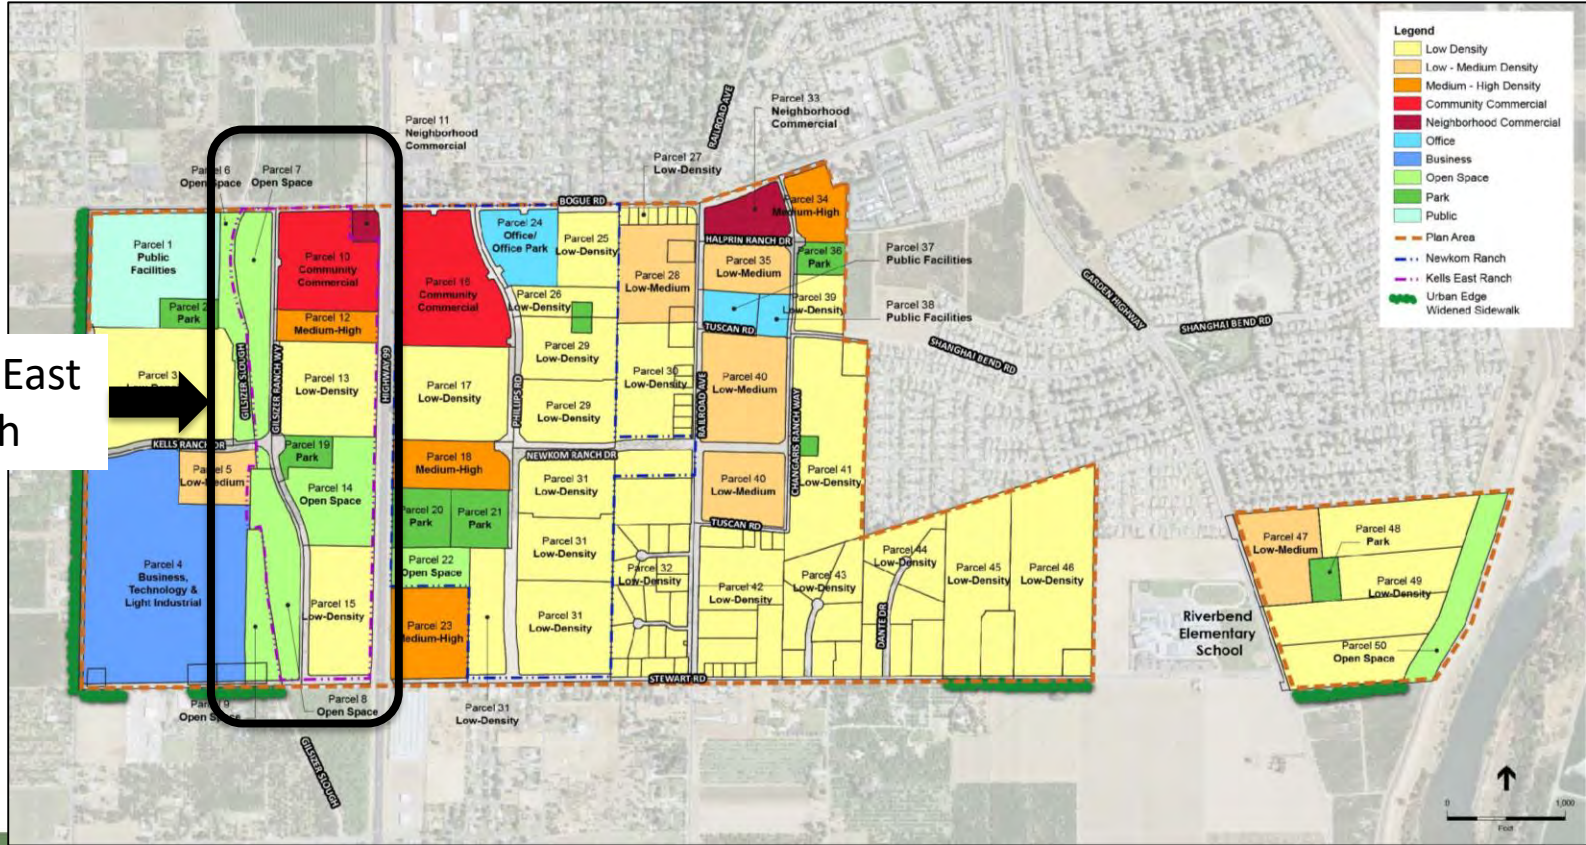 Legend
Low Density
Low - Medium Density
Medium - High Density
Community Commercial
Neighborhood Commercial
Office
Business
Open Space
Park
Public
Plan Area
Newkom Ranch
Kells East Ranch
Urban Edge
Widened Sidewalk
Parcel 11
Neighborhood
Commercial
Parcel 33
Neighborhood
Commercial
RAILROAD AVE
Parcel 27
Low-Density
Parcel 6
Open Space
Parcel 7
Open Space
BOGUE RD
Parcel 34
Medium-High
Parcel 1
Public
Facilities
Parcel 10
Community
Commercial
Parcel 16
Community
Commercial
Parcel 24
Office/
Office Park
Parcel 25
Low-Density
HALPRIN RANCH DR
Parcel 36
Park
Parcel 37
Public Facilities
Parcel 28
Low-Medium
Parcel 35
Low-Medium
Parcel 2
Park
Parcel 12
Medium-High
Parcel 26
Low-Density
Parcel 39
Low-Density
Parcel 38
Public Facilities
TUSCAN RD
GARDEN HIGHWAY
SHANGHAI BEND RD
SHANGHAI BEND RD
East
Parcel 3
GILSIZER SLOUGH
GILSIZER RANCH WY
Parcel 13
Low-Density
HIGHWAY 99
Parcel 17
Low-Density
PHILLIPS RD
Parcel 29
Low-Density
Parcel 29
Low-Density
Parcel 30
Low-Density
RAILROAD AVE
Parcel 40
Low-Medium
CHANGARIS RANCH WAY
KELLS RANCH DR
Parcel 19
Park
Parcel 18
Medium-High
NEWKOM RANCH DR
Parcel 5
Low-Medium
Parcel 14
Open Space
Parcel 20
Park
Parcel 21
Park
Parcel 31
Low-Density
Parcel 40
Low-Medium
Parcel 41
Low-Density
TUSCAN RD
Parcel 4
Business,
Technology &
Light Industrial
Parcel 22
Open Space
Parcel 31
Low-Density
Parcel 32
Low-Density
Parcel 42
Low-Density
Parcel 43
Low-Density
Parcel 44
Low-Density
Parcel 45
Low-Density
Parcel 46
Low-Density
Parcel 47
Low-Medium
Parcel 48
Park
Parcel 49
Low-Density
Parcel 50
Open Space
Riverbend
Elementary
School
Parcel 15
Low-Density
Parcel 23
Medium-High
Parcel 31
Low-Density
DANTE DR
STEWART RD
Parcel 9
Open Space
Parcel 8
Open Space
Parcel 31
Low-Density
GILSIZER SLOUGH
0
1,000
Feet